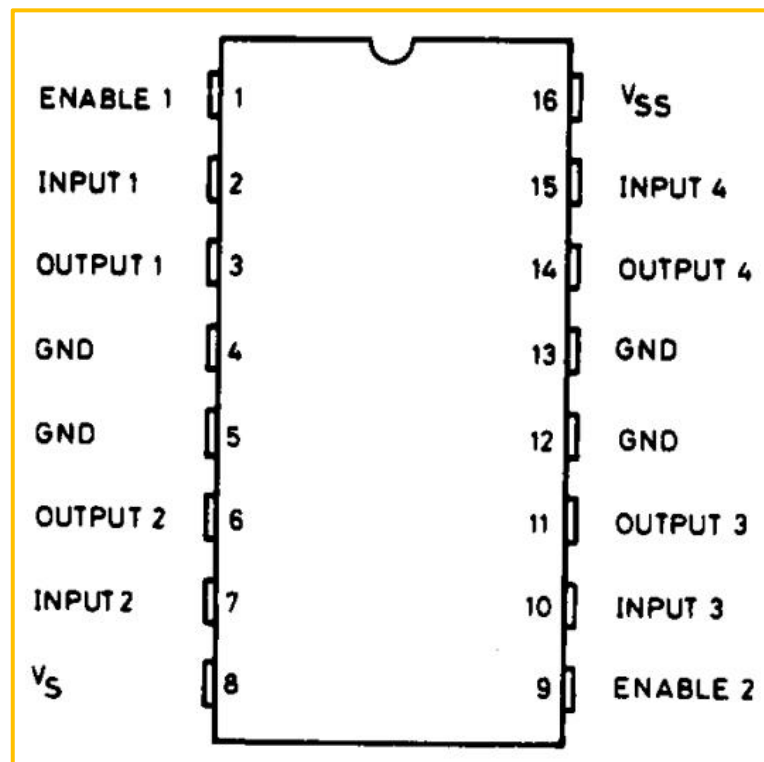 ENABLE 1 1 16 VSS
INPUT 1 2 15 INPUT 4
OUTPUT 1 3 14 OUTPUT 4
GND 4 13 GND
GND 5 12 GND
OUTPUT 2 6 11 OUTPUT 3
INPUT 2 7 10 INPUT 3
VS 8 9 ENABLE 2